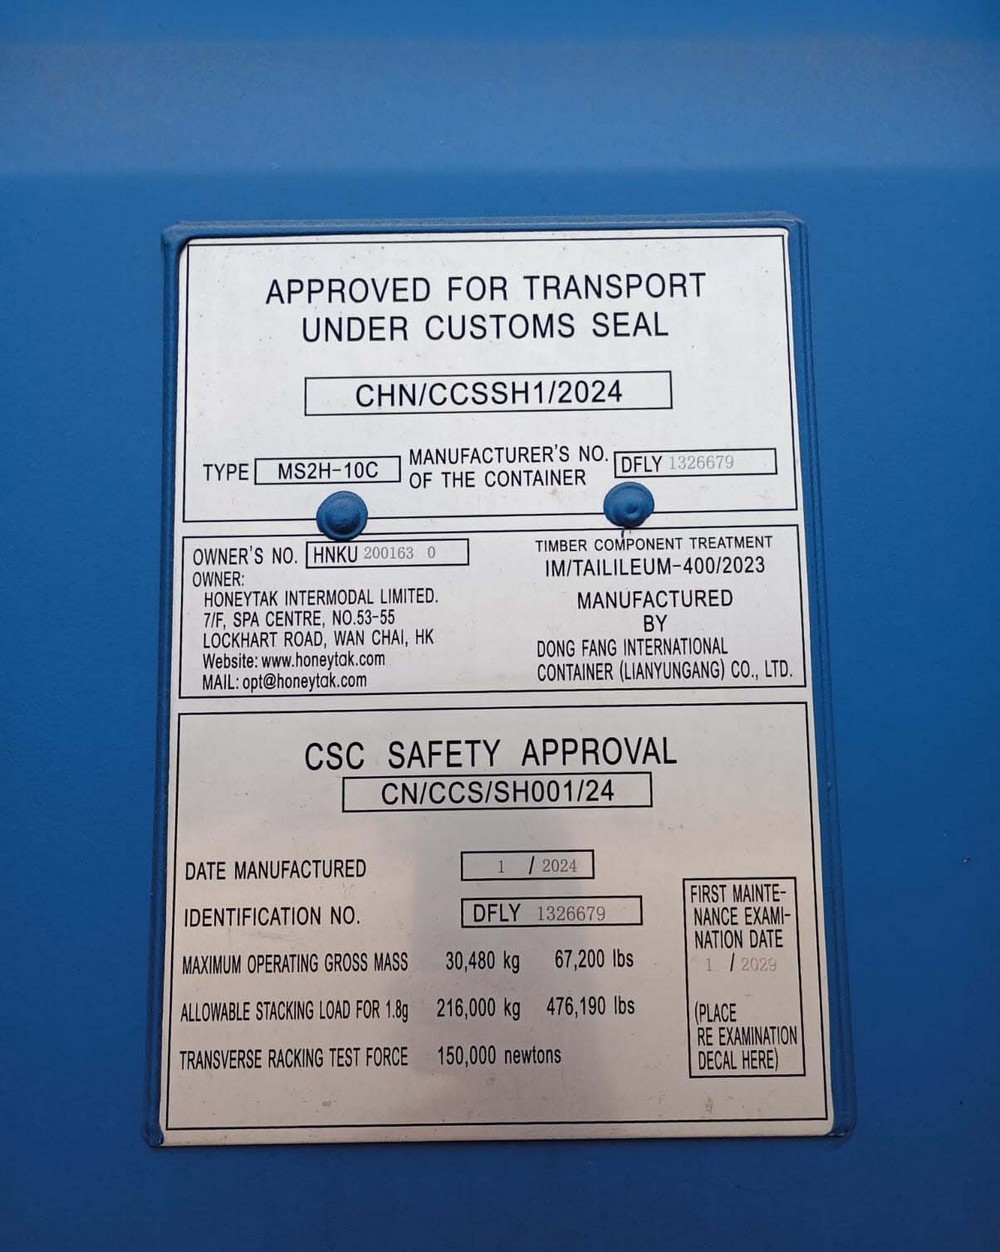 APPROVED FOR TRANSPORT
UNDER CUSTOMS SEAL
CHN/CCSSH1/2024
TYPE MS2H-10C
MANUFACTURER'S NO.
OF THE CONTAINER
DFLY 1326679
OWNER'S NO. HNKU 200163 0
OWNER:
HONEYTAK INTERMODAL LIMITED.
7/F, SPA CENTRE, NO.53-55
LOCKHART ROAD, WAN CHAI, HK
Website: www.honeytak.com
MAIL: opt@honeytak.com
TIMBER COMPONENT TREATMENT
IM/TAILILEUM-400/2023
MANUFACTURED
BY
DONG FANG INTERNATIONAL
CONTAINER (LIANYUNGANG) CO., LTD.
CSC SAFETY APPROVAL
CN/CCS/SH001/24
DATE MANUFACTURED 1 / 2024
IDENTIFICATION NO. DFLY 1326679
MAXIMUM OPERATING GROSS MASS 30,480 kg 67,200 lbs
ALLOWABLE STACKING LOAD FOR 1.8g 216,000 kg 476,190 lbs
TRANSVERSE RACKING TEST FORCE 150,000 newtons
FIRST MAINTE-
NANCE EXAMI-
NATION DATE
1 / 2029
(PLACE
RE EXAMINATION
DECAL HERE)